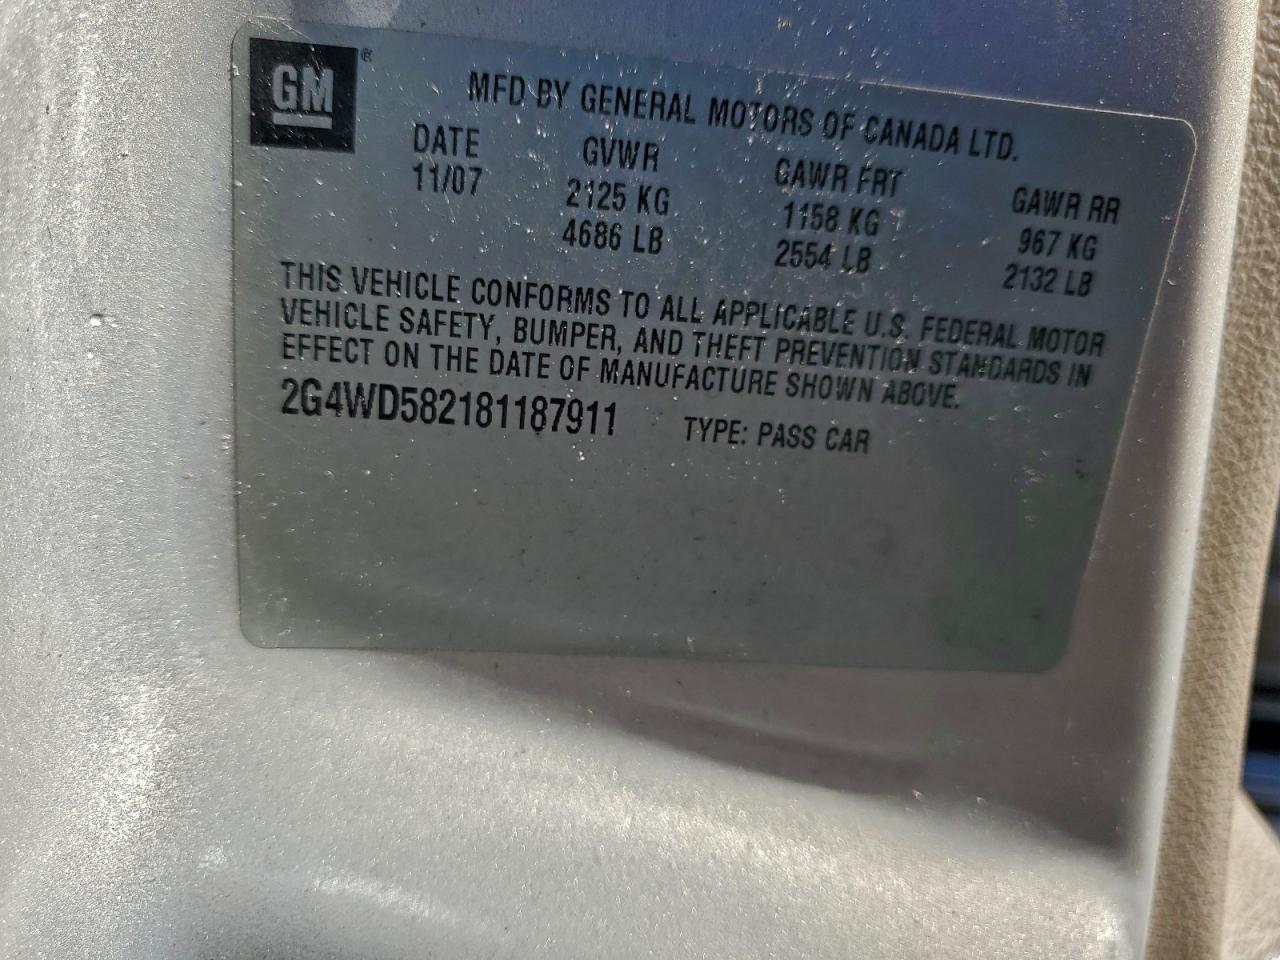 GM ®
MFD BY GENERAL MOTORS OF CANADA LTD.
DATE GVWR GAWR FRT GAWR RR
11/07 2125 KG 1158 KG 967 KG
4686 LB 2554 LB 2132 LB
THIS VEHICLE CONFORMS TO ALL APPLICABLE U.S. FEDERAL MOTOR
VEHICLE SAFETY, BUMPER, AND THEFT PREVENTION STANDARDS IN
EFFECT ON THE DATE OF MANUFACTURE SHOWN ABOVE.
2G4WD582181187911 TYPE: PASS CAR